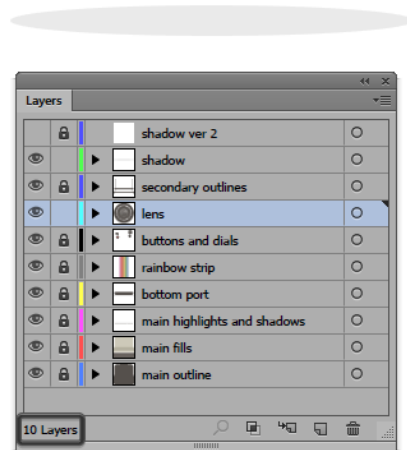 Layers
shadow ver 2
shadow
secondary outlines
lens
buttons and dials
rainbow strip
bottom port
main highlights and shadows
main fills
main outline
10 Layers